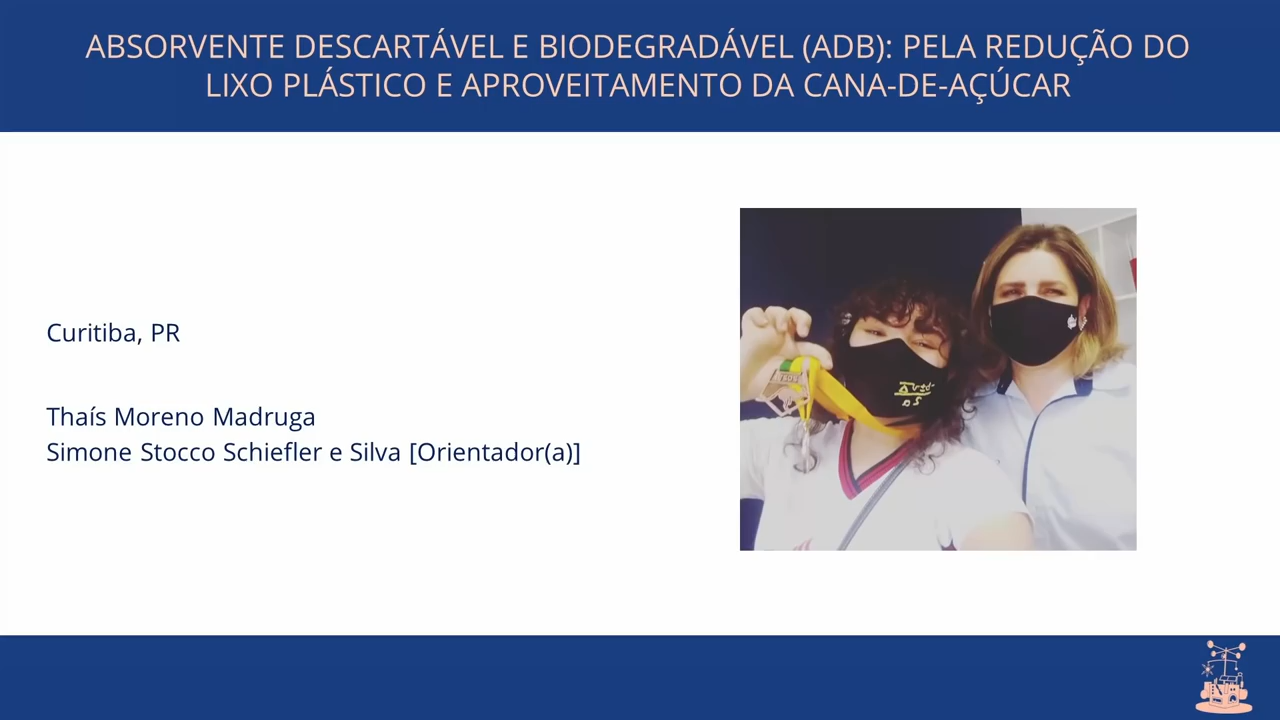 ABSORVENTE DESCARTÁVEL E BIODEGRADÁVEL (ADB): PELA REDUÇÃO DO
LIXO PLÁSTICO E APROVEITAMENTO DA CANA-DE-AÇÚCAR
Curitiba, PR
Thaís Moreno Madruga
Simone Stocco Schiefler e Silva [Orientador(a)]